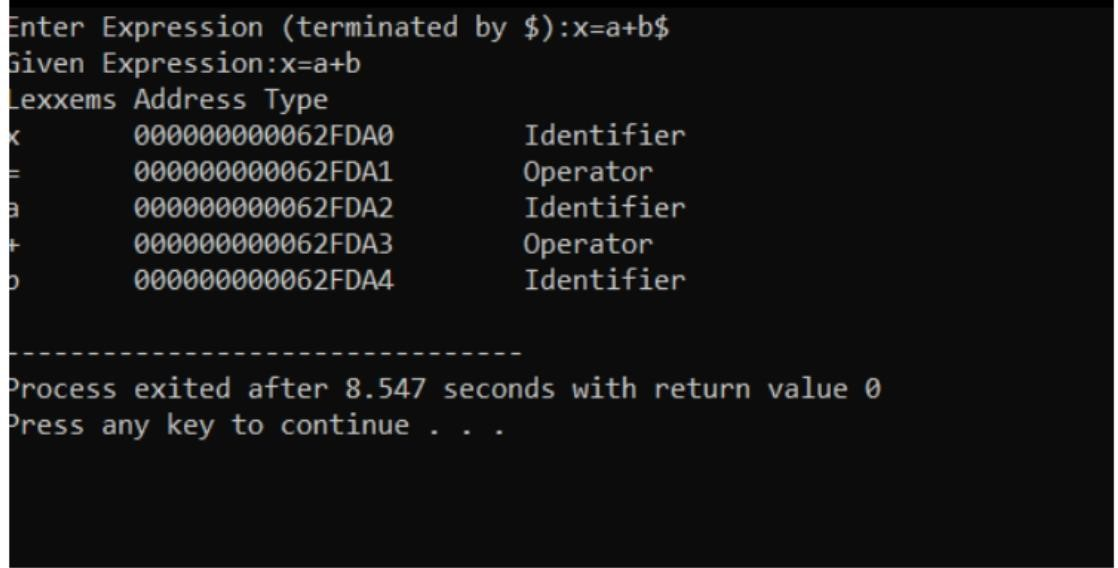 Enter Expression (terminated by $):x=a+b$
Given Expression:x=a+b
Lexxems Address Type
x 000000000062FDA0 Identifier
= 000000000062FDA1 Operator
a 000000000062FDA2 Identifier
+ 000000000062FDA3 Operator
b 000000000062FDA4 Identifier
--------------------------------
Process exited after 8.547 seconds with return value 0
Press any key to continue . . .